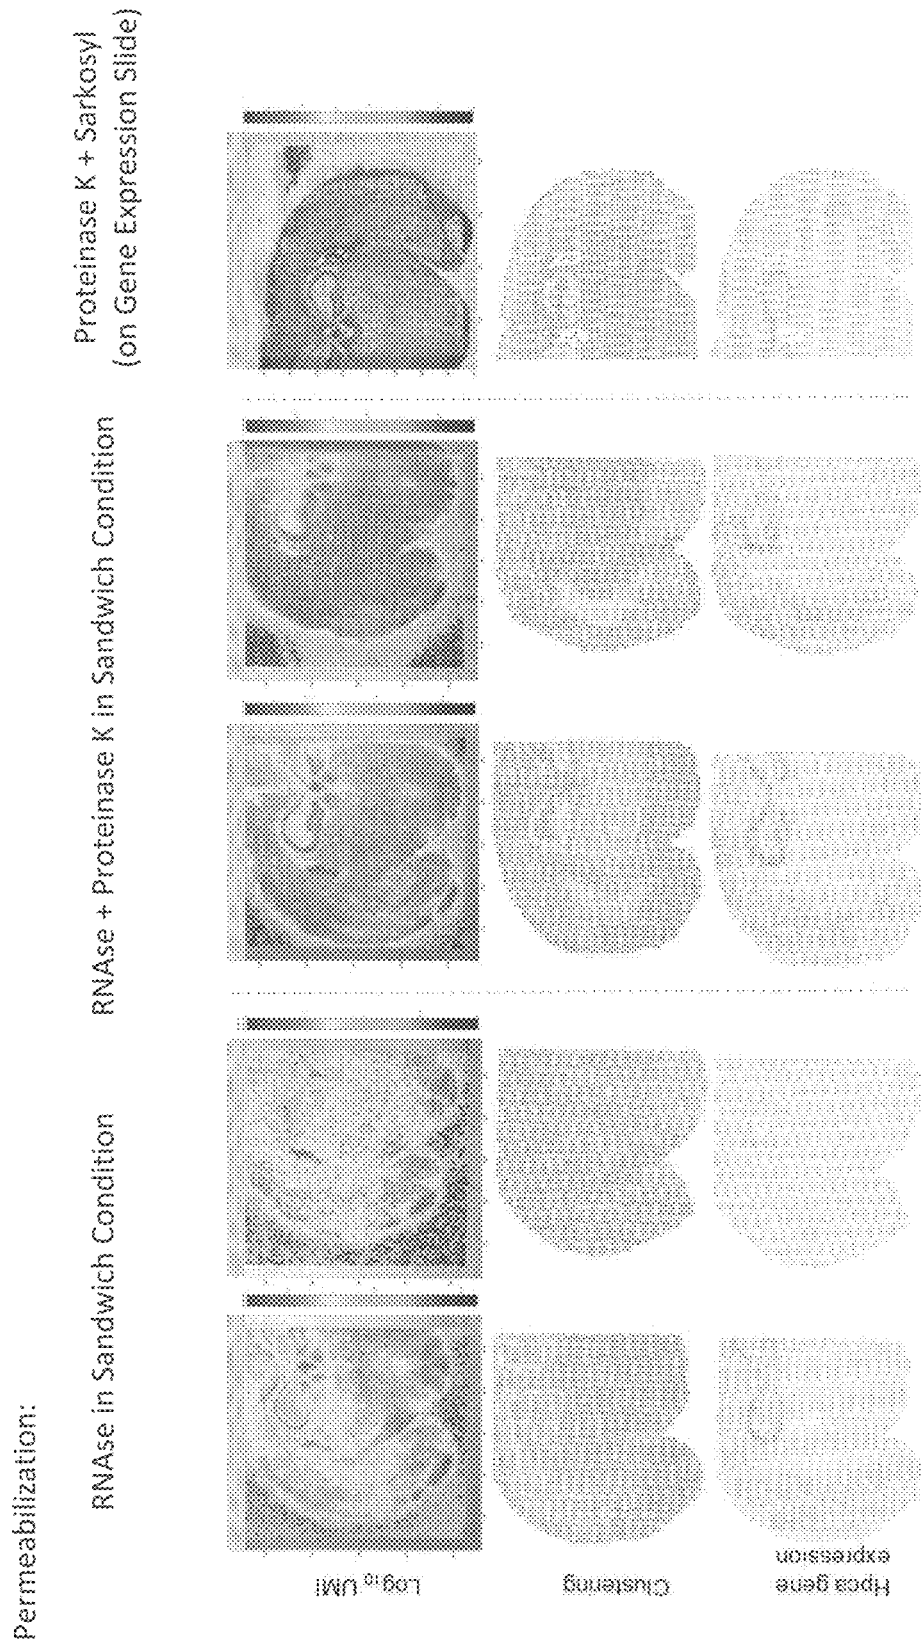 Permeabilization:
RNAse in Sandwich Condition
RNAse + Proteinase K in Sandwich Condition
Proteinase K + Sarkosyl
(on Gene Expression Slide)
Log₁₀ UMI
Clustering
Hpca gene
expression